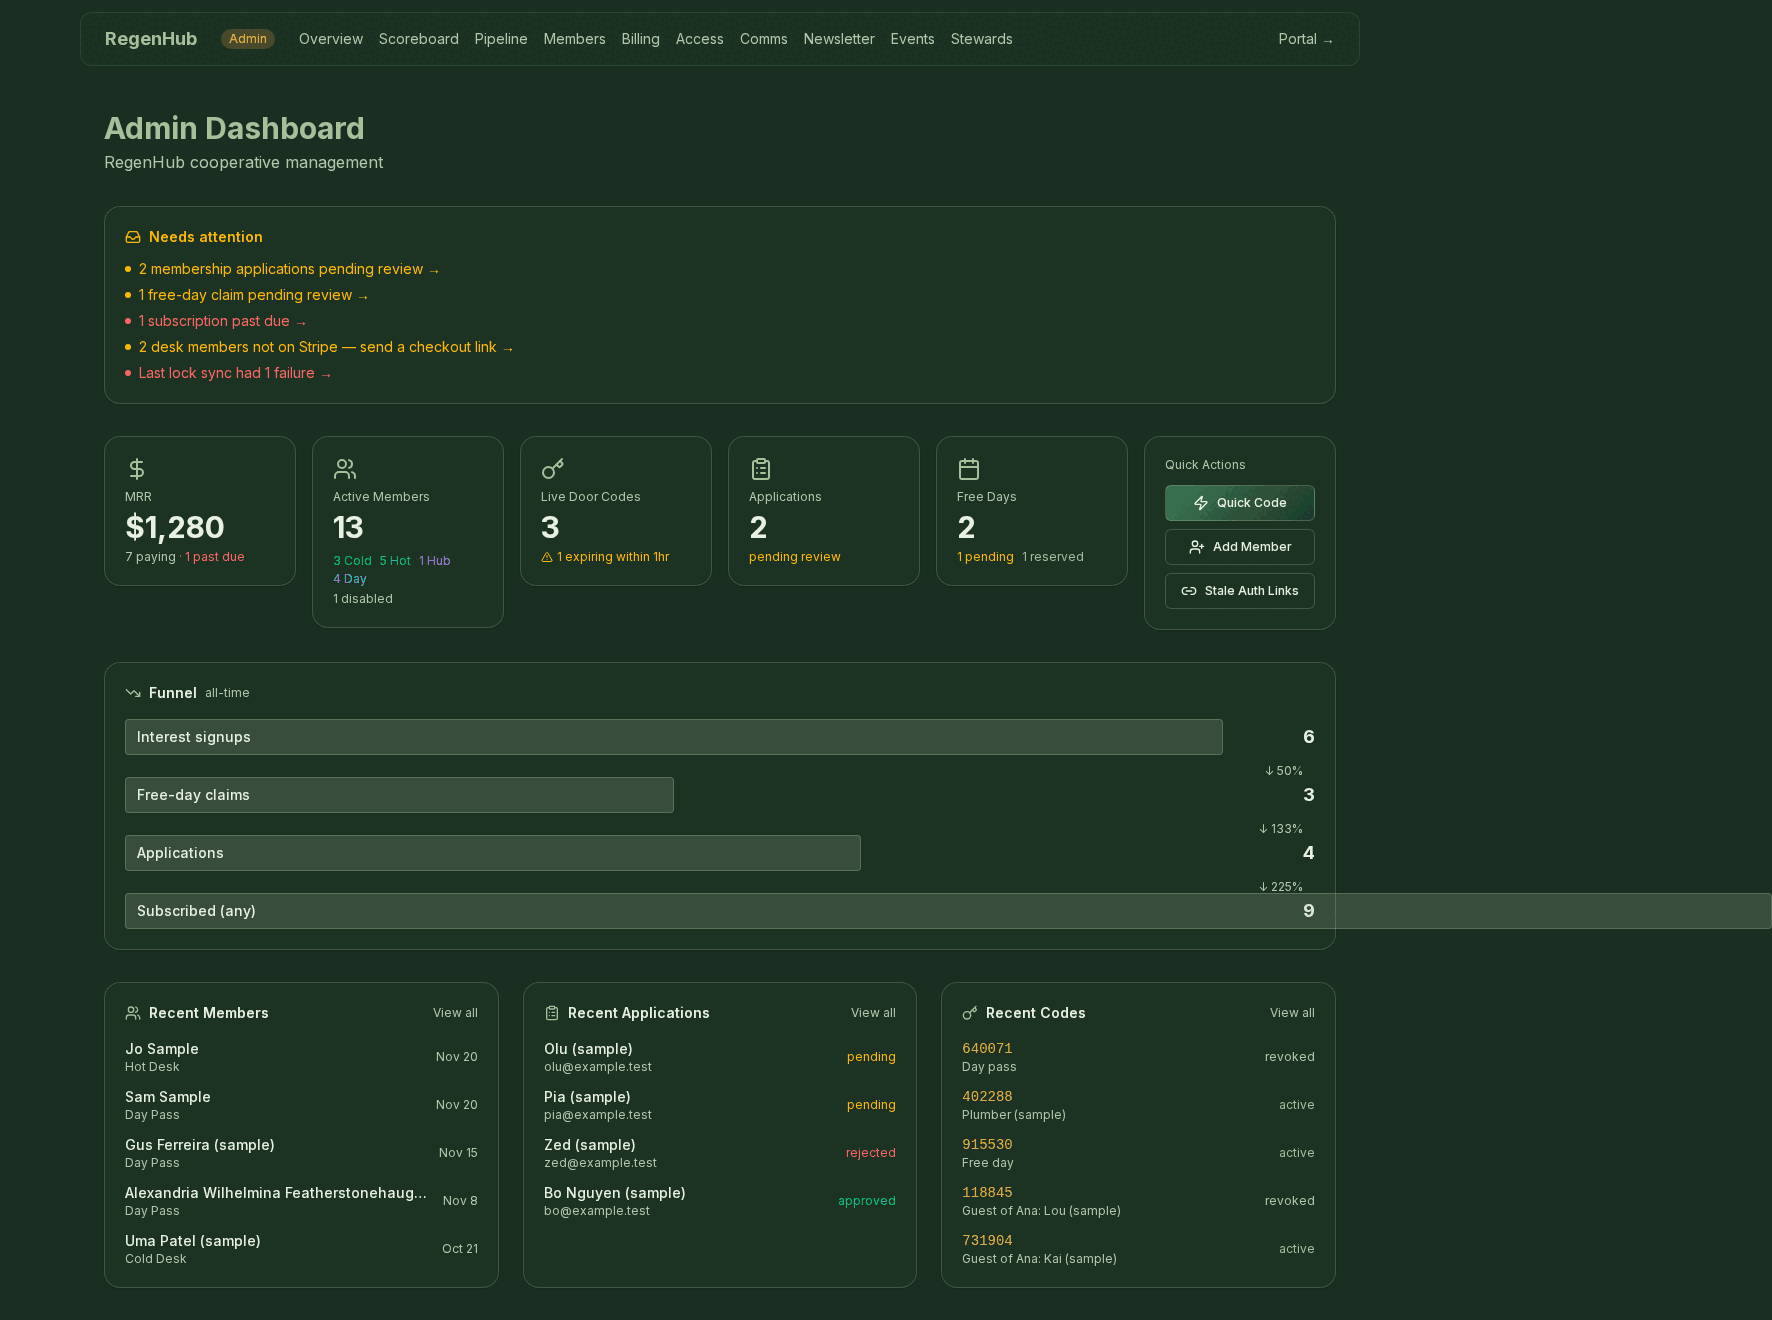 RegenHub Admin Overview Scoreboard Pipeline Members Billing Access Comms Newsletter Events Stewards Portal →
Admin Dashboard
RegenHub cooperative management
Needs attention
2 membership applications pending review →
1 free-day claim pending review →
1 subscription past due →
2 desk members not on Stripe — send a checkout link →
Last lock sync had 1 failure →
MRR
$1,280
7 paying · 1 past due
Active Members
13
3 Cold 5 Hot 1 Hub
4 Day
1 disabled
Live Door Codes
3
1 expiring within 1hr
Applications
2
pending review
Free Days
2
1 pending 1 reserved
Quick Actions
Quick Code
Add Member
Stale Auth Links
Funnel all-time
Interest signups 6
↓ 50%
Free-day claims 3
↓ 133%
Applications 4
↓ 225%
Subscribed (any) 9
Recent Members View all
Jo Sample
Hot Desk
Nov 20
Sam Sample
Day Pass
Nov 20
Gus Ferreira (sample)
Day Pass
Nov 15
Alexandria Wilhelmina Featherstonehaug...
Day Pass
Nov 8
Uma Patel (sample)
Cold Desk
Oct 21
Recent Applications View all
Olu (sample)
olu@example.test
pending
Pia (sample)
pia@example.test
pending
Zed (sample)
zed@example.test
rejected
Bo Nguyen (sample)
bo@example.test
approved
Recent Codes View all
640071
Day pass
revoked
402288
Plumber (sample)
active
915530
Free day
active
118845
Guest of Ana: Lou (sample)
revoked
731904
Guest of Ana: Kai (sample)
active